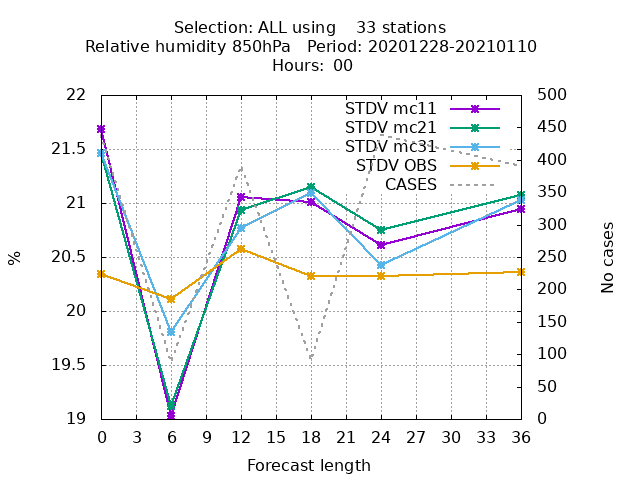 Selection: ALL using    33 stations
Relative humidity 850hPa   Period: 20201228-20210110
Hours:  00
22
21.5
21
20.5
20
19.5
19
%
STDV mc11
STDV mc21
STDV mc31
STDV OBS
CASES
500
450
400
350
300
250
200
150
100
50
0
No cases
0 3 6 9 12 15 18 21 24 27 30 33 36
Forecast length